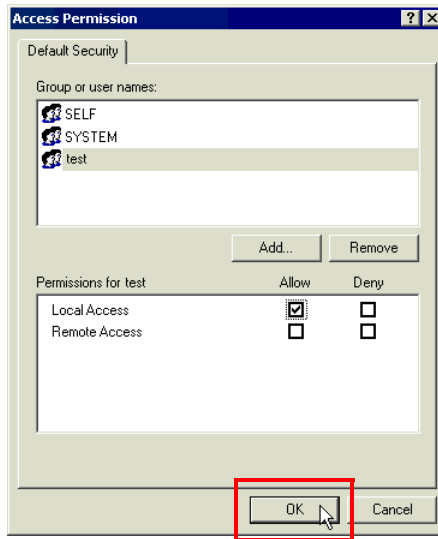 Access Permission
Default Security
Group or user names:
SELF
SYSTEM
test
Add... Remove
Permissions for test Allow Deny
Local Access
Remote Access
OK Cancel